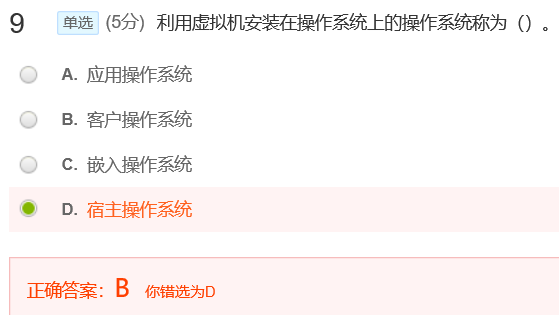 9 单选 (5分) 利用虚拟机安装在操作系统上的操作系统称为（）。
A. 应用操作系统
B. 客户操作系统
C. 嵌入操作系统
D. 宿主操作系统
正确答案：B 你错选为D